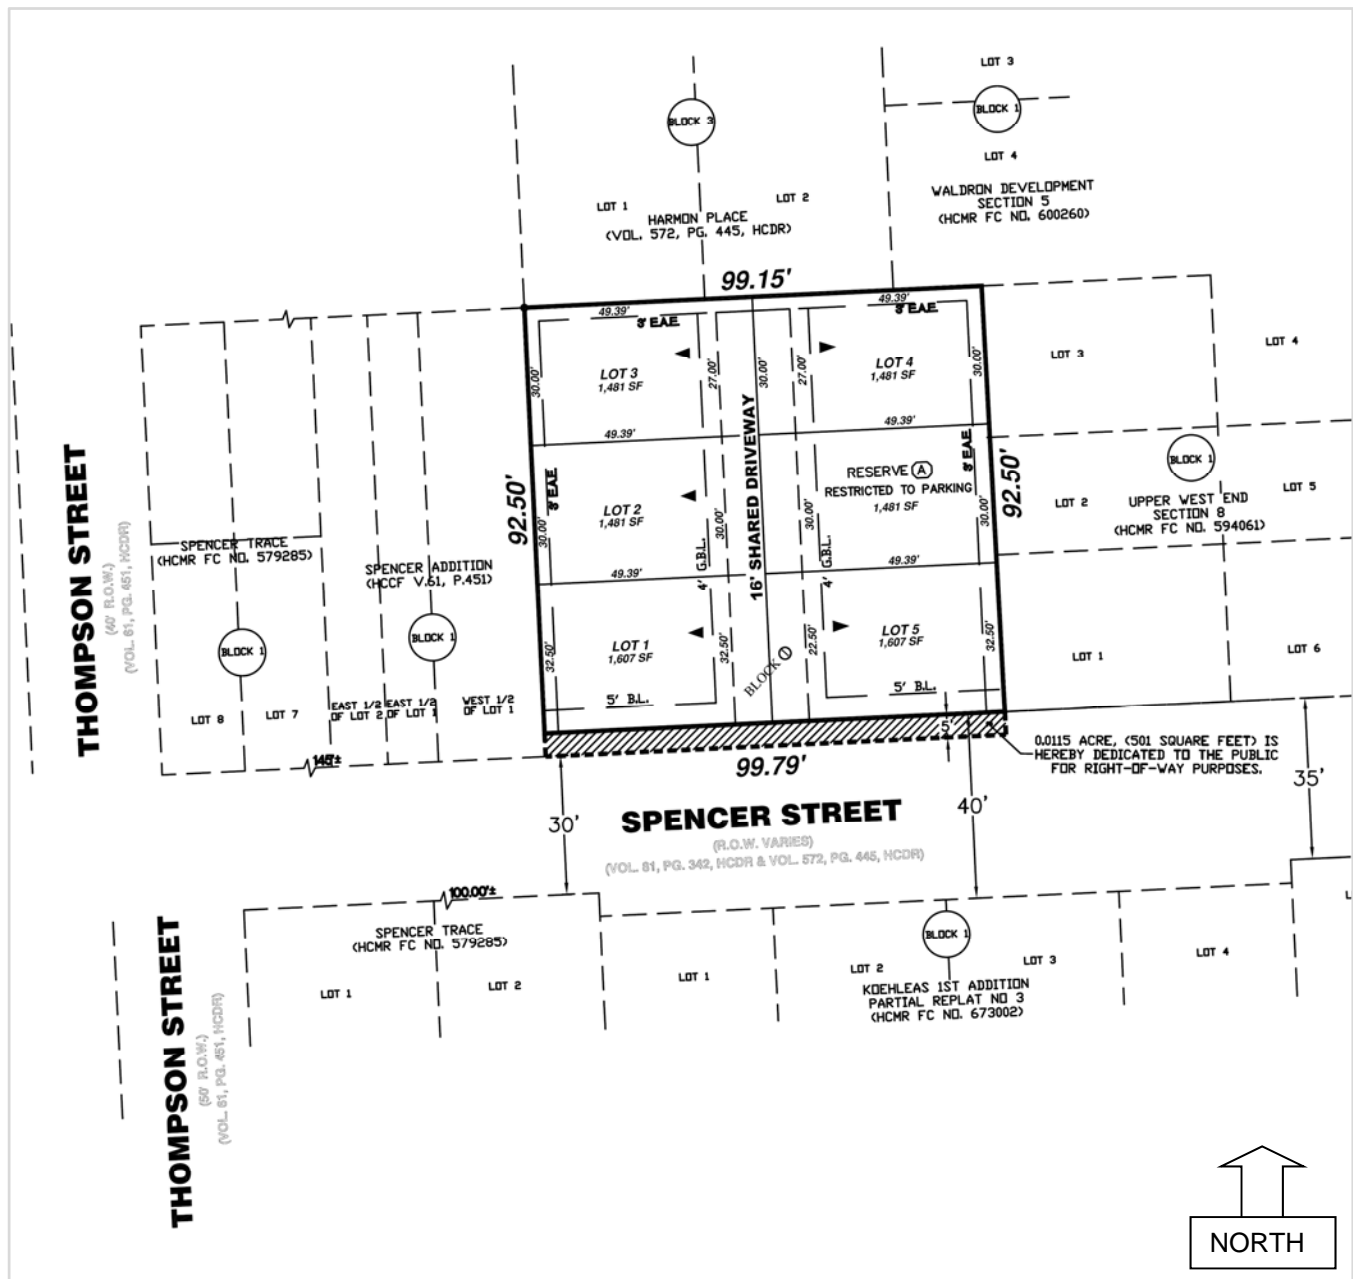 LOT 3
BLOCK 1
LOT 4
WALDRON DEVELOPMENT
SECTION 5
(HCMR FC NO. 600260)
BLOCK 3
LOT 1
LOT 2
HARMON PLACE
(VOL. 572, PG. 445, HCDR)
99.15'
49.39'
3' E.A.E.
49.39'
3' E.A.E.
LOT 3
1,481 SF
30.00'
27.00'
30.00'
27.00'
LOT 4
1,481 SF
30.00'
49.39'
49.39'
LOT 3
LOT 4
92.50'
3' E.A.E.
LOT 2
1,481 SF
30.00'
30.00'
4' G.B.L.
16' SHARED DRIVEWAY
30.00'
4' G.B.L.
RESERVE A
RESTRICTED TO PARKING
1,481 SF
3' E.A.E.
30.00'
92.50'
49.39'
49.39'
BLOCK 1
LOT 2
LOT 5
UPPER WEST END
SECTION 8
(HCMR FC NO. 594061)
LOT 1
1,607 SF
32.50'
32.50'
5' B.L.
BLOCK 1
22.50'
LOT 5
1,607 SF
32.50'
5' B.L.
LOT 1
LOT 6
THOMPSON STREET
(40' R.O.W.)
(VOL. 61, PG. 451, HCDR)
SPENCER TRACE
(HCMR FC NO. 579285)
SPENCER ADDITION
(HCCF V.61, P.451)
BLOCK 1
BLOCK 1
LOT 8
LOT 7
EAST 1/2
OF LOT 2
EAST 1/2
OF LOT 1
WEST 1/2
OF LOT 1
145'±
99.79'
5'
0.0115 ACRE, (501 SQUARE FEET) IS
HEREBY DEDICATED TO THE PUBLIC
FOR RIGHT-OF-WAY PURPOSES.
30'
SPENCER STREET
(R.O.W. VARIES)
(VOL. 81, PG. 342, HCDR & VOL. 572, PG. 445, HCDR)
40'
35'
100.00'±
SPENCER TRACE
(HCMR FC NO. 579285)
LOT 1
LOT 2
LOT 1
LOT 2
BLOCK 1
LOT 3
LOT 4
KOEHLEAS 1ST ADDITION
PARTIAL REPLAT NO 3
(HCMR FC NO. 673002)
THOMPSON STREET
(50' R.O.W.)
(VOL. 61, PG. 451, HCDR)
NORTH